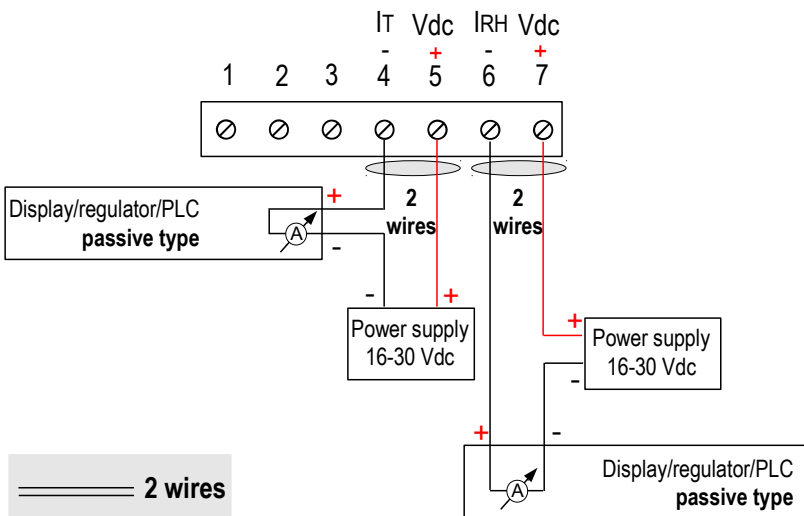 IT Vdc IRH Vdc
- + - +
1 2 3 4 5 6 7
2 wires
2 wires
Display/regulator/PLC
passive type
+
A
-
- +
Power supply
16-30 Vdc
+
Power supply
16-30 Vdc
-
+ -
A
Display/regulator/PLC
passive type
2 wires